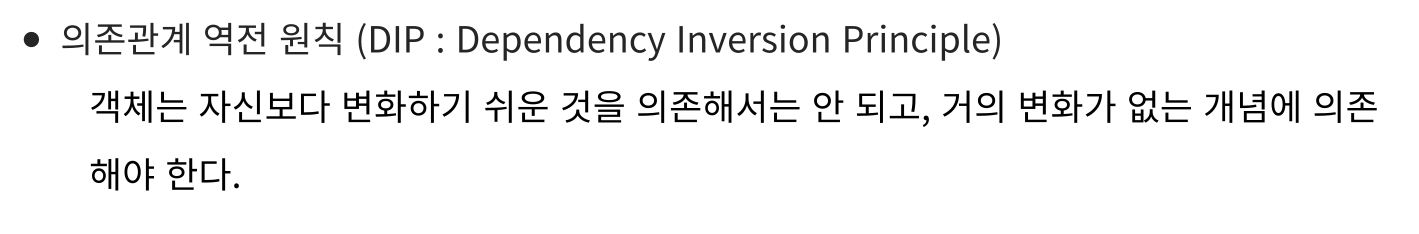 • 의존관계 역전 원칙 (DIP : Dependency Inversion Principle)
객체는 자신보다 변화하기 쉬운 것을 의존해서는 안 되고, 거의 변화가 없는 개념에 의존
해야 한다.